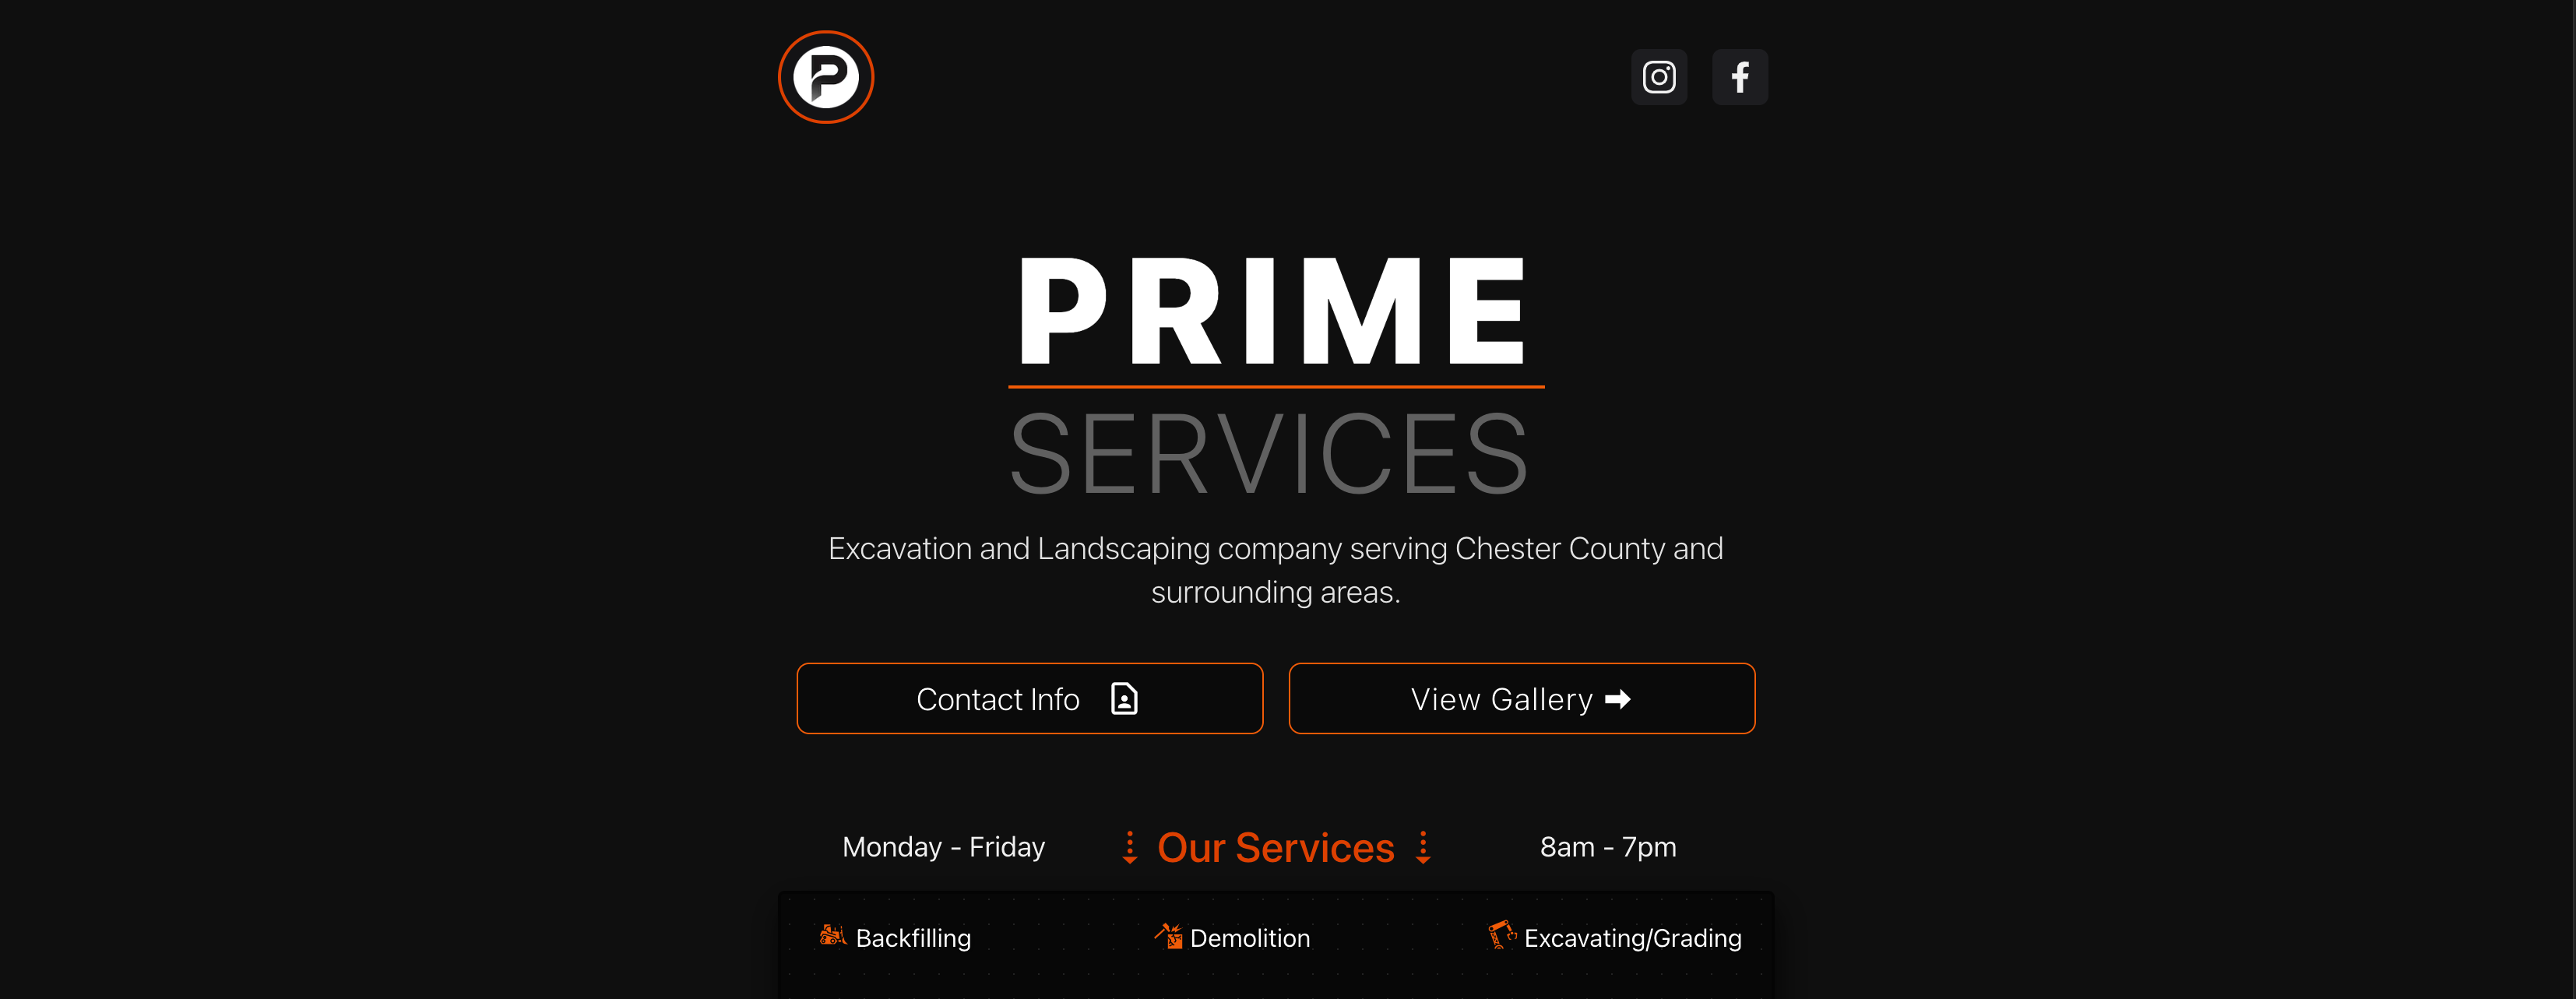 P
PRIME
SERVICES
Excavation and Landscaping company serving Chester County and
surrounding areas.
Contact Info
View Gallery
Monday - Friday
Our Services
8am - 7pm
Backfilling
Demolition
Excavating/Grading